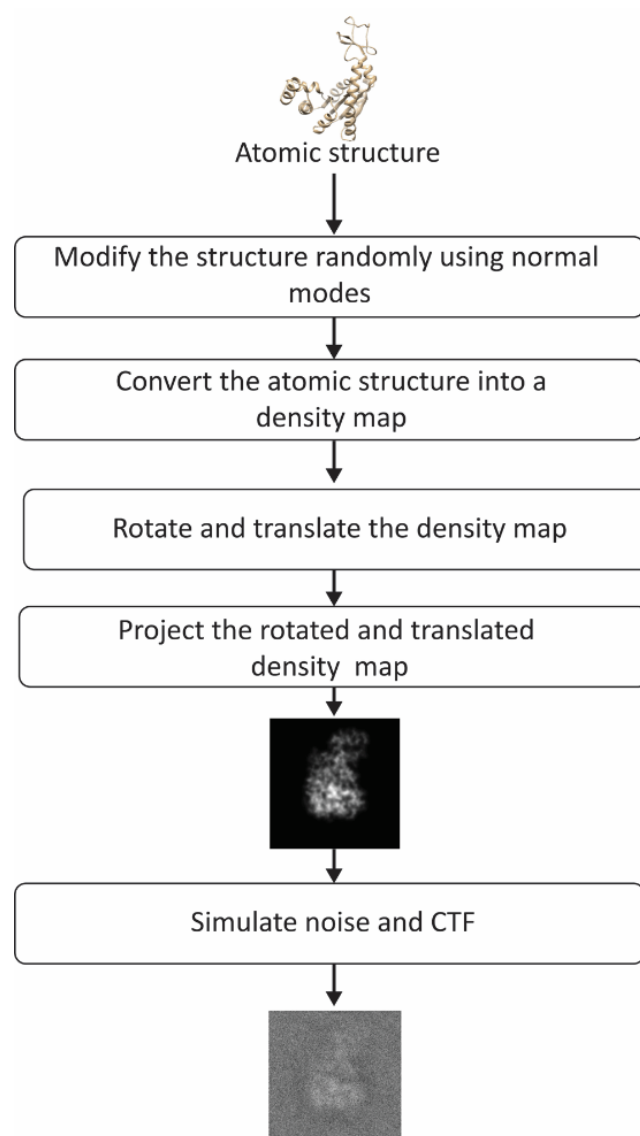 Atomic structure
Modify the structure randomly using normal
modes
Convert the atomic structure into a
density map
Rotate and translate the density map
Project the rotated and translated
density map
Simulate noise and CTF